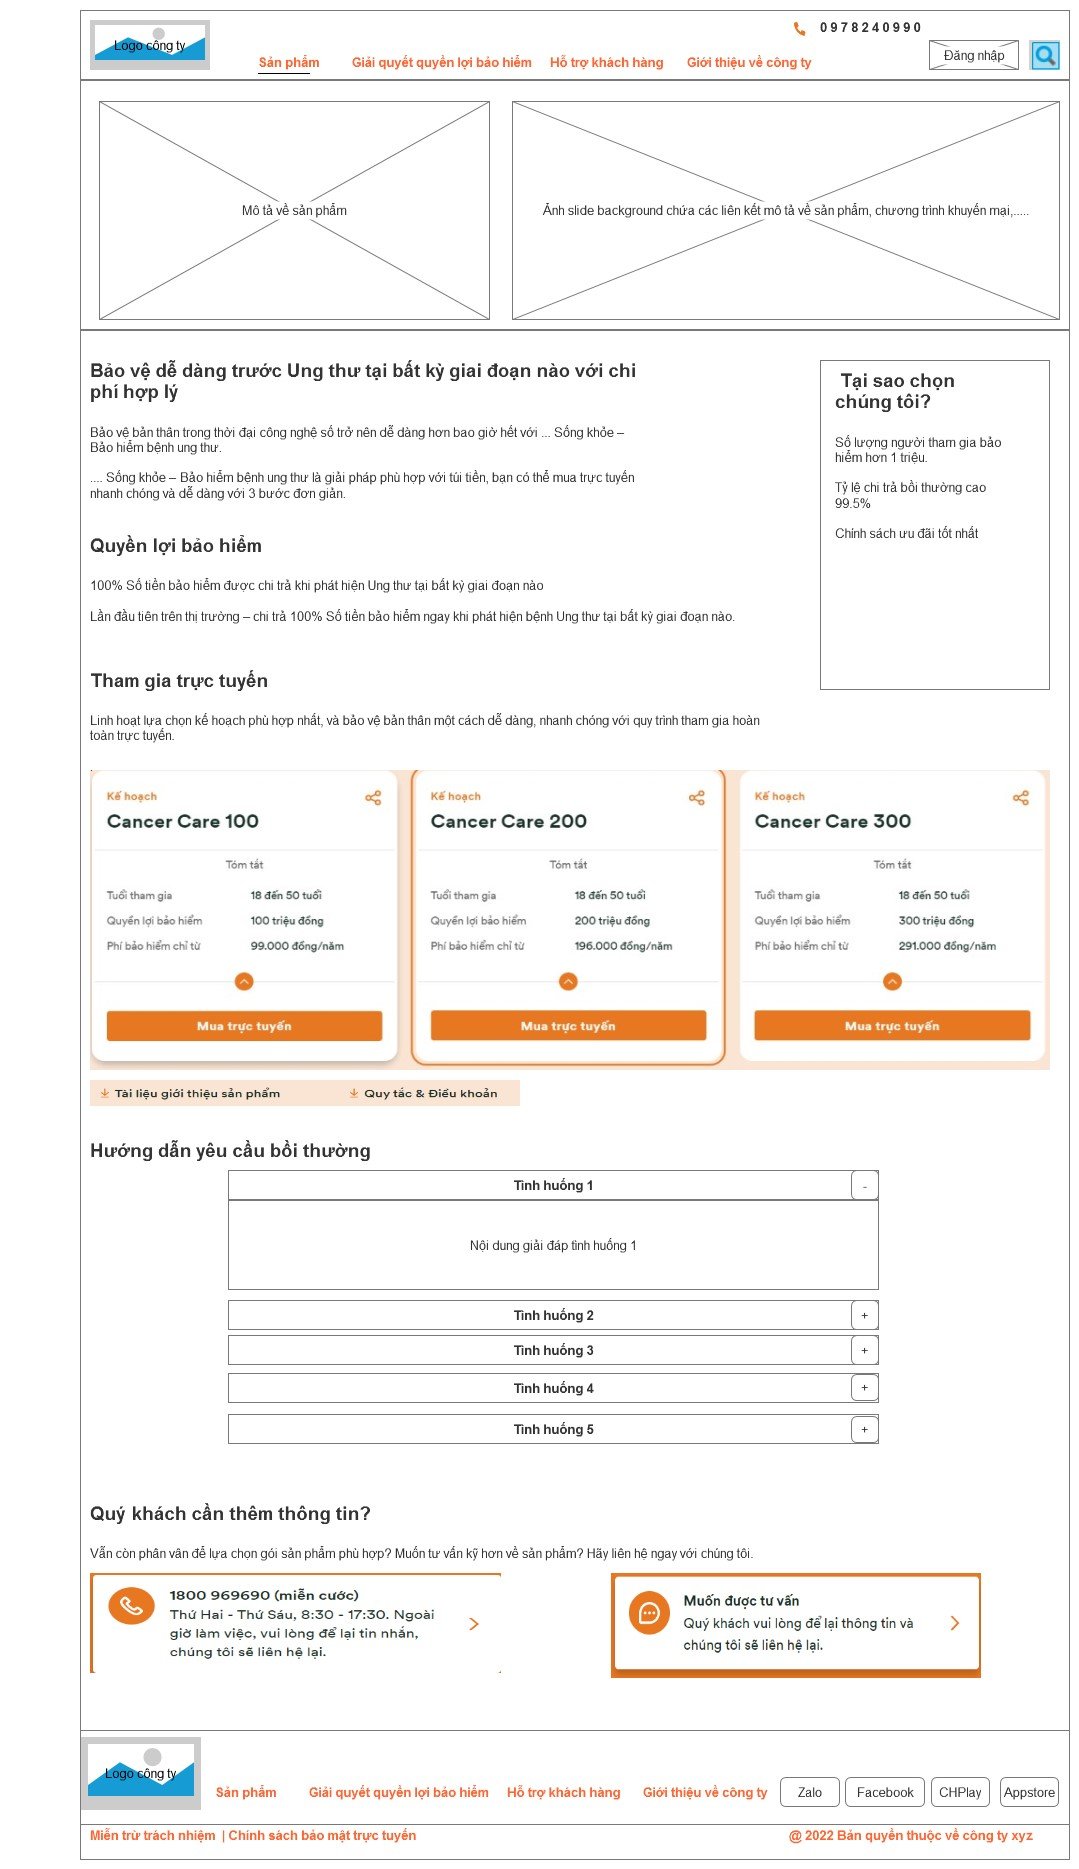 Logo công ty
0978240990
Sản phẩm Giải quyết quyền lợi bảo hiểm Hỗ trợ khách hàng Giới thiệu về công ty
Đăng nhập
Mô tả về sản phẩm
Ảnh slide background chứa các liên kết mô tả về sản phẩm, chương trình khuyến mại,.....
Bảo vệ dễ dàng trước Ung thư tại bất kỳ giai đoạn nào với chi
phí hợp lý
Bảo vệ bản thân trong thời đại công nghệ số trở nên dễ dàng hơn bao giờ hết với ... Sống khỏe –
Bảo hiểm bệnh ung thư.
.... Sống khỏe – Bảo hiểm bệnh ung thư là giải pháp phù hợp với túi tiền, bạn có thể mua trực tuyến
nhanh chóng và dễ dàng với 3 bước đơn giản.
Tại sao chọn
chúng tôi?
Số lượng người tham gia bảo
hiểm hơn 1 triệu.
Tỷ lệ chi trả bồi thường cao
99.5%
Chính sách ưu đãi tốt nhất
Quyền lợi bảo hiểm
100% Số tiền bảo hiểm được chi trả khi phát hiện Ung thư tại bất kỳ giai đoạn nào
Lần đầu tiên trên thị trường – chi trả 100% Số tiền bảo hiểm ngay khi phát hiện bệnh Ung thư tại bất kỳ giai đoạn nào.
Tham gia trực tuyến
Linh hoạt lựa chọn kế hoạch phù hợp nhất, và bảo vệ bản thân một cách dễ dàng, nhanh chóng với quy trình tham gia hoàn
toàn trực tuyến.
Kế hoạch
Cancer Care 100
Tóm tắt
Tuổi tham gia 18 đến 50 tuổi
Quyền lợi bảo hiểm 100 triệu đồng
Phí bảo hiểm chỉ từ 99.000 đồng/năm
Mua trực tuyến
Kế hoạch
Cancer Care 200
Tóm tắt
Tuổi tham gia 18 đến 50 tuổi
Quyền lợi bảo hiểm 200 triệu đồng
Phí bảo hiểm chỉ từ 196.000 đồng/năm
Mua trực tuyến
Kế hoạch
Cancer Care 300
Tóm tắt
Tuổi tham gia 18 đến 50 tuổi
Quyền lợi bảo hiểm 300 triệu đồng
Phí bảo hiểm chỉ từ 291.000 đồng/năm
Mua trực tuyến
Tài liệu giới thiệu sản phẩm Quy tắc & Điều khoản
Hướng dẫn yêu cầu bồi thường
Tình huống 1 -
Nội dung giải đáp tình huống 1
Tình huống 2 +
Tình huống 3 +
Tình huống 4 +
Tình huống 5 +
Quý khách cần thêm thông tin?
Vẫn còn phân vân để lựa chọn gói sản phẩm phù hợp? Muốn tư vấn kỹ hơn về sản phẩm? Hãy liên hệ ngay với chúng tôi.
1800 969690 (miễn cước)
Thứ Hai - Thứ Sáu, 8:30 - 17:30. Ngoài
giờ làm việc, vui lòng để lại tin nhắn,
chúng tôi sẽ liên hệ lại.
Muốn được tư vấn
Quý khách vui lòng để lại thông tin và
chúng tôi sẽ liên hệ lại.
Logo công ty
Sản phẩm Giải quyết quyền lợi bảo hiểm Hỗ trợ khách hàng Giới thiệu về công ty Zalo Facebook CHPlay Appstore
Miễn trừ trách nhiệm | Chính sách bảo mật trực tuyến @ 2022 Bản quyền thuộc về công ty xyz